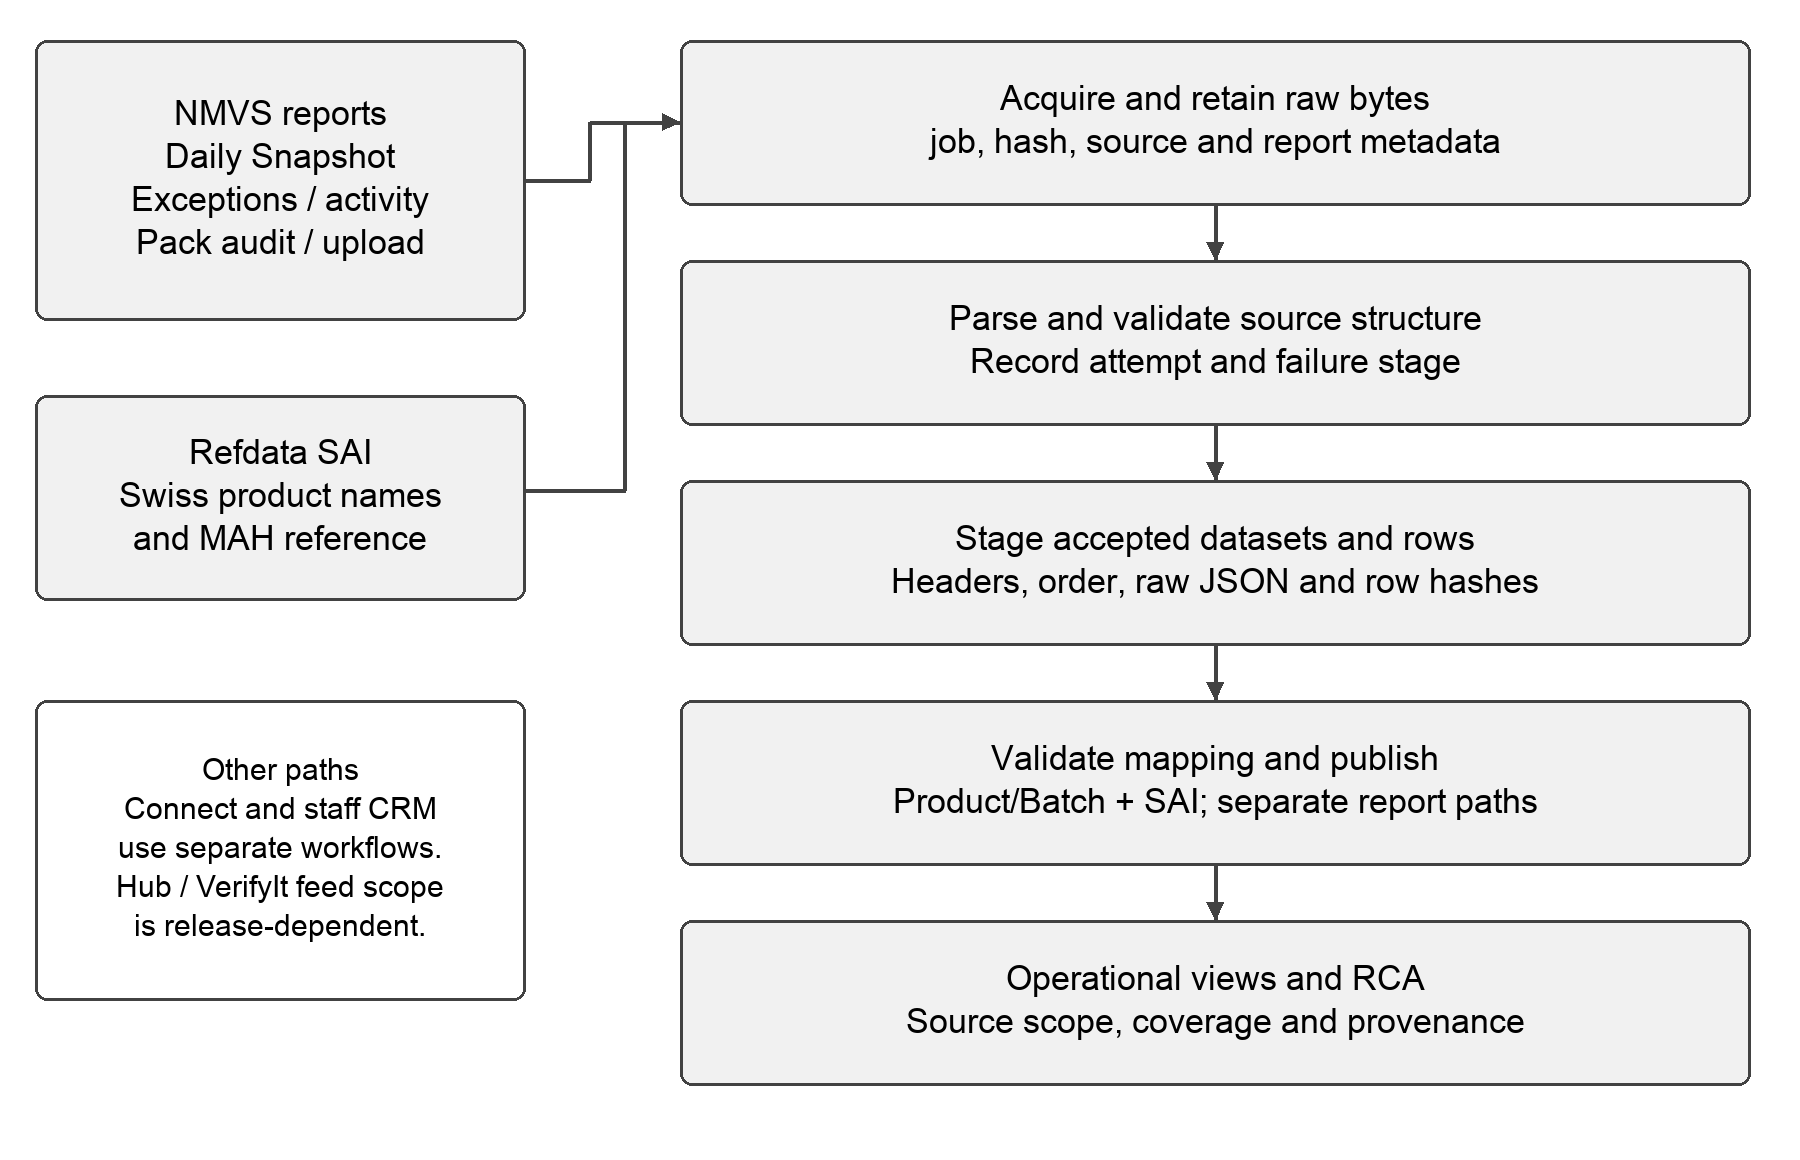 NMVS reports
Daily Snapshot
Exceptions / activity
Pack audit / upload
Refdata SAI
Swiss product names
and MAH reference
Other paths
Connect and staff CRM
use separate workflows.
Hub / VerifyIt feed scope
is release-dependent.
Acquire and retain raw bytes
job, hash, source and report metadata
Parse and validate source structure
Record attempt and failure stage
Stage accepted datasets and rows
Headers, order, raw JSON and row hashes
Validate mapping and publish
Product/Batch + SAI; separate report paths
Operational views and RCA
Source scope, coverage and provenance